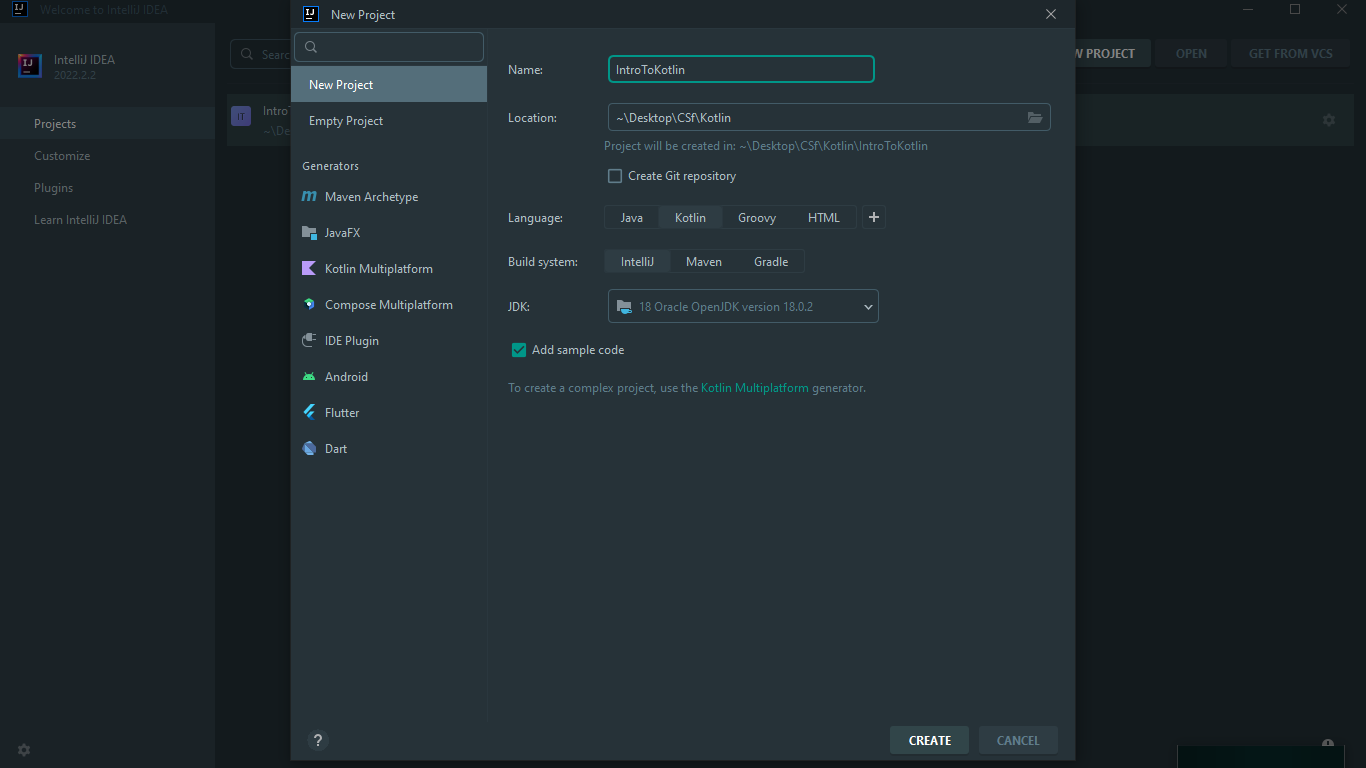 Welcome to IntelliJ IDEA
New Project
IntelliJ IDEA
2022.2.2
Projects
Customize
Plugins
Learn IntelliJ IDEA
W PROJECT
OPEN
GET FROM VCS
IT
New Project
Empty Project
Generators
Maven Archetype
JavaFX
Kotlin Multiplatform
Compose Multiplatform
IDE Plugin
Android
Flutter
Dart
Name: IntroToKotlin
Location: ~\Desktop\CSf\Kotlin
Project will be created in: ~\Desktop\CSf\Kotlin\IntroToKotlin
Create Git repository
Language: Java Kotlin Groovy HTML +
Build system: IntelliJ Maven Gradle
JDK: 18 Oracle OpenJDK version 18.0.2
Add sample code
To create a complex project, use the Kotlin Multiplatform generator.
? CREATE CANCEL